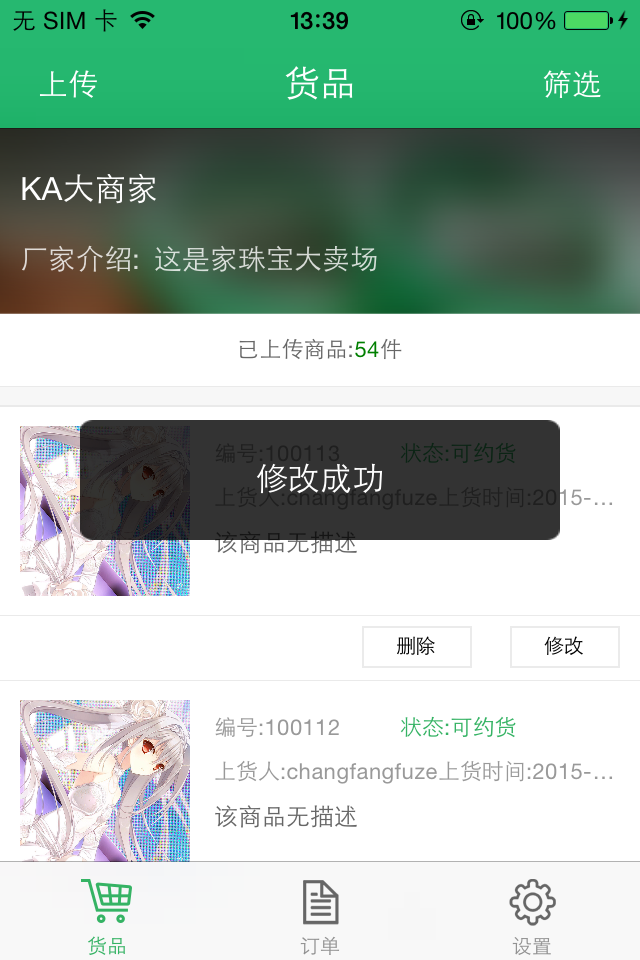 无 SIM 卡 13:39 100%
上传 货品 筛选
KA大商家
厂家介绍: 这是家珠宝大卖场
已上传商品:54件
编号:100113 状态:可约货
修改成功
上货人:changfangfuze上货时间:2015-...
该商品无描述
删除 修改
编号:100112 状态:可约货
上货人:changfangfuze上货时间:2015-...
该商品无描述
货品 订单 设置